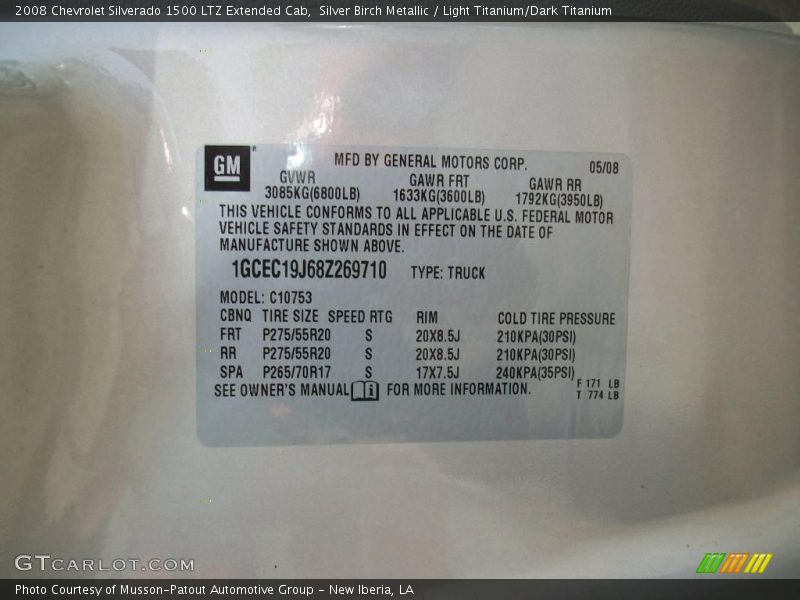 2008 Chevrolet Silverado 1500 LTZ Extended Cab, Silver Birch Metallic / Light Titanium/Dark Titanium
GM
MFD BY GENERAL MOTORS CORP. 05/08
GVWR GAWR FRT GAWR RR
3085KG(6800LB) 1633KG(3600LB) 1792KG(3950LB)
THIS VEHICLE CONFORMS TO ALL APPLICABLE U.S. FEDERAL MOTOR
VEHICLE SAFETY STANDARDS IN EFFECT ON THE DATE OF
MANUFACTURE SHOWN ABOVE.
1GCEC19J68Z269710 TYPE: TRUCK
MODEL: C10753
CBNQ TIRE SIZE SPEED RTG RIM COLD TIRE PRESSURE
FRT P275/55R20 S 20X8.5J 210KPA(30PSI)
RR P275/55R20 S 20X8.5J 210KPA(30PSI)
SPA P265/70R17 S 17X7.5J 240KPA(35PSI)
SEE OWNER'S MANUAL FOR MORE INFORMATION.
F 171 LB
T 774 LB
GTCARLOT.COM
Photo Courtesy of Musson-Patout Automotive Group - New Iberia, LA